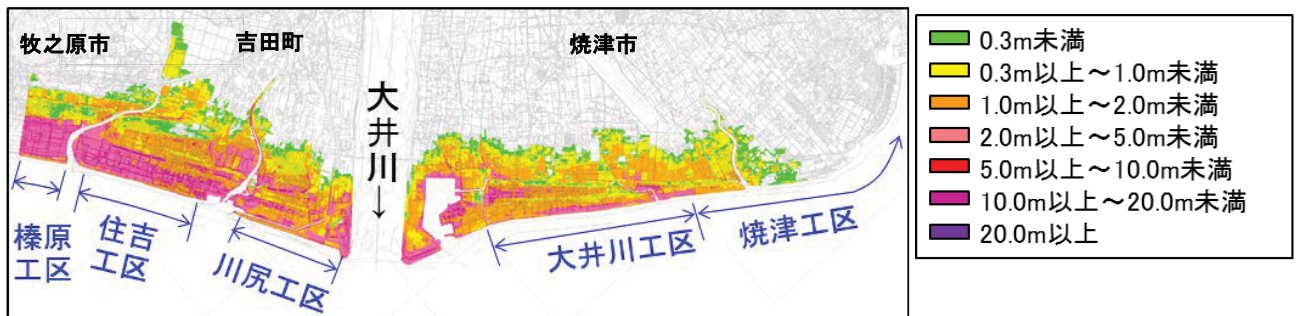 牧之原市
吉田町
焼津市
大井川
↓
榛原
工区
住吉
工区
川尻工区
大井川工区
焼津工区
0.3m未満
0.3m以上～1.0m未満
1.0m以上～2.0m未満
2.0m以上～5.0m未満
5.0m以上～10.0m未満
10.0m以上～20.0m未満
20.0m以上